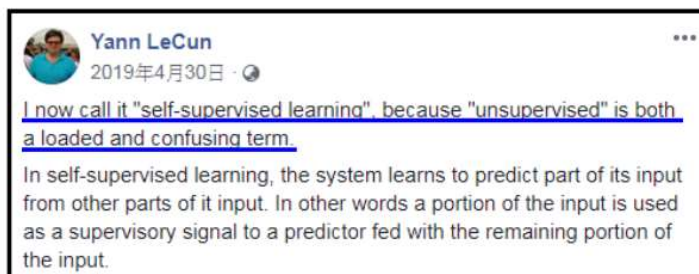 Yann LeCun
2019年4月30日 ·
I now call it "self-supervised learning", because "unsupervised" is both
a loaded and confusing term.
In self-supervised learning, the system learns to predict part of its input
from other parts of it input. In other words a portion of the input is used
as a supervisory signal to a predictor fed with the remaining portion of
the input.